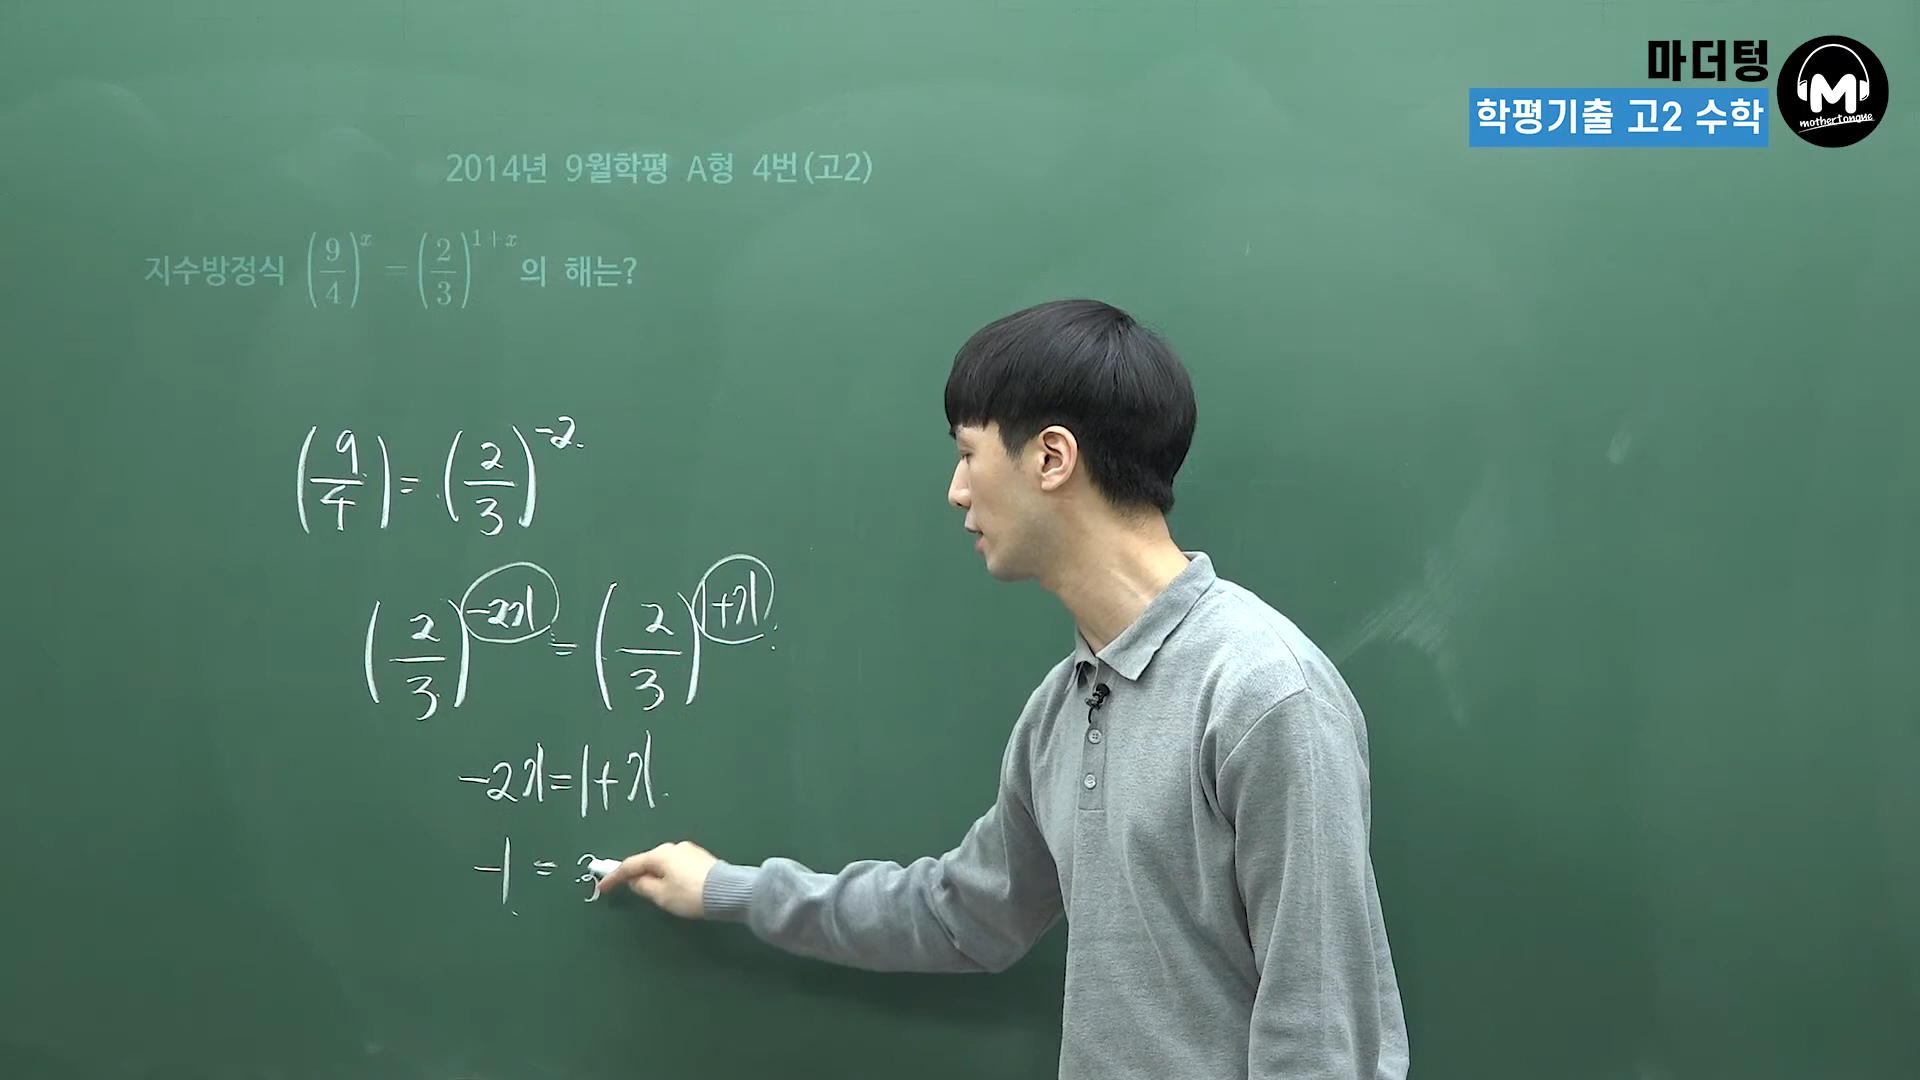 마더텅
학평기출 고2 수학
M
mothertongue
2014년 9월학평 A형 4번(고2)
지수방정식 (9/4)^x = (2/3)^{1+x} 의 해는?
(9/4) = (2/3)^{-2}
(2/3)^{-2x} = (2/3)^{1+x}
-2x=1+x
-1 = 3